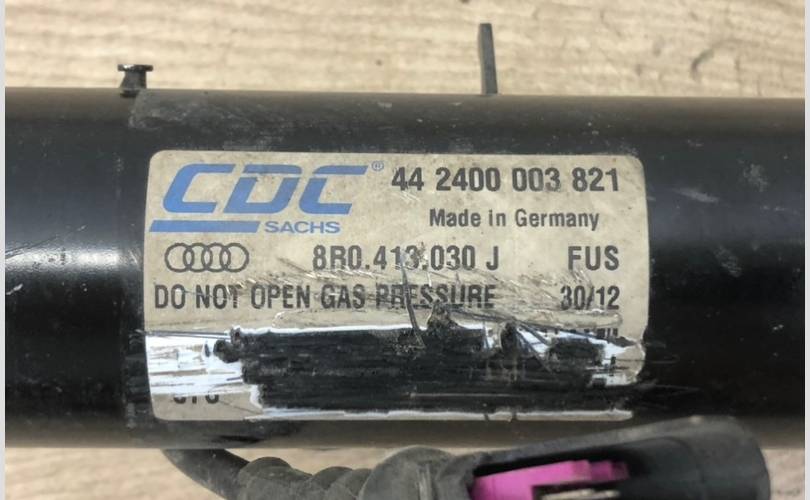 CDC® 44 2400 003 821
SACHS Made in Germany
8R0.413.030 J FUS
DO NOT OPEN GAS PRESSURE 30/12